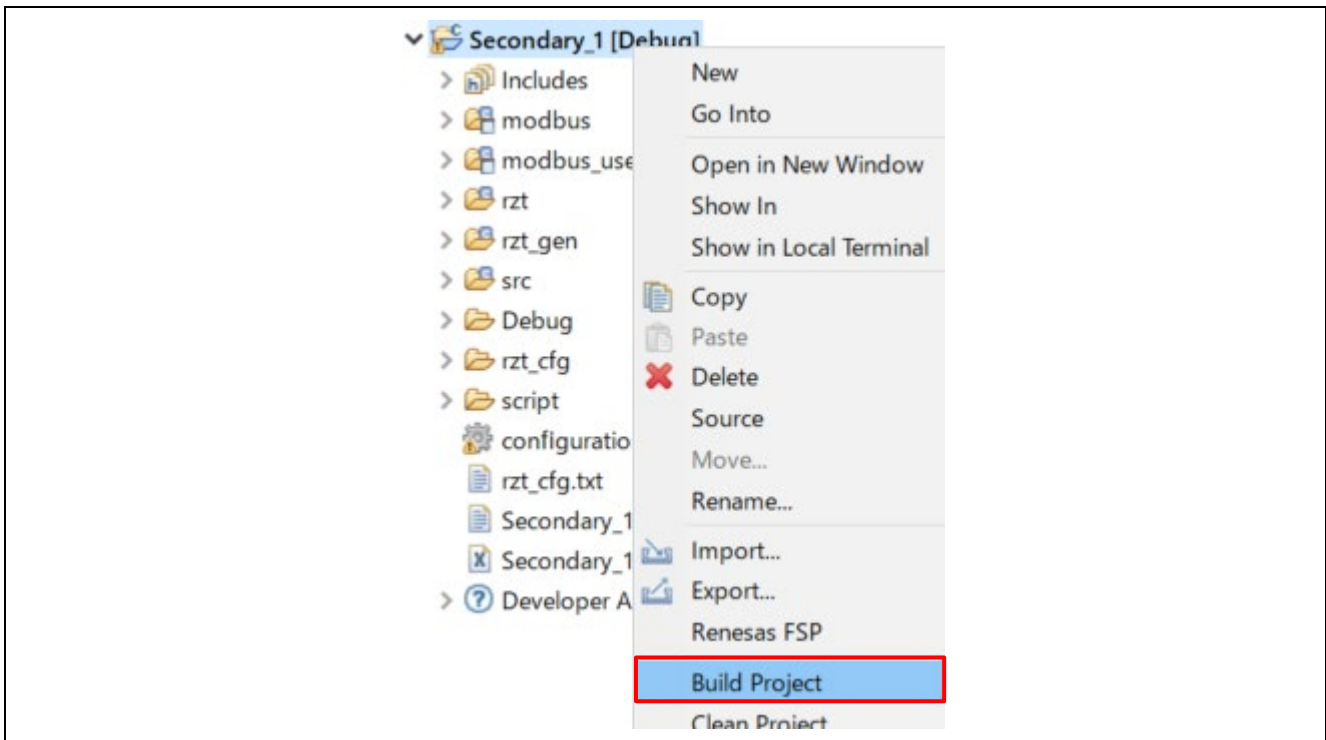 Secondary_1 [Debug]
Includes
modbus
modbus_use
rzt
rzt_gen
src
Debug
rzt_cfg
script
configuratio
rzt_cfg.txt
Secondary_1
Secondary_1
Developer A
New
Go Into
Open in New Window
Show In
Show in Local Terminal
Copy
Paste
Delete
Source
Move...
Rename...
Import...
Export...
Renesas FSP
Build Project
Clean Project